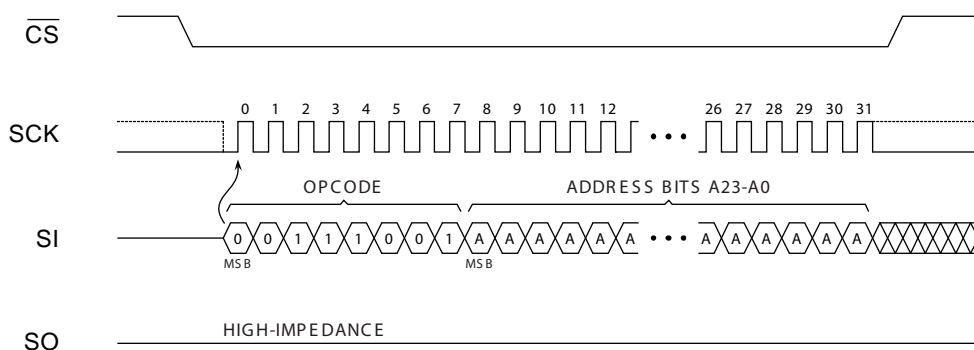 CS
0 1 2 3 4 5 6 7 8 9 10 11 12 26 27 28 29 30 31
SCK
OPCODE ADDRESS BITS A23-A0
SI 0 0 1 1 1 0 0 1 A A A A A A • • • A A A A A A
MSB MSB
HIGH-IMPEDANCE
SO